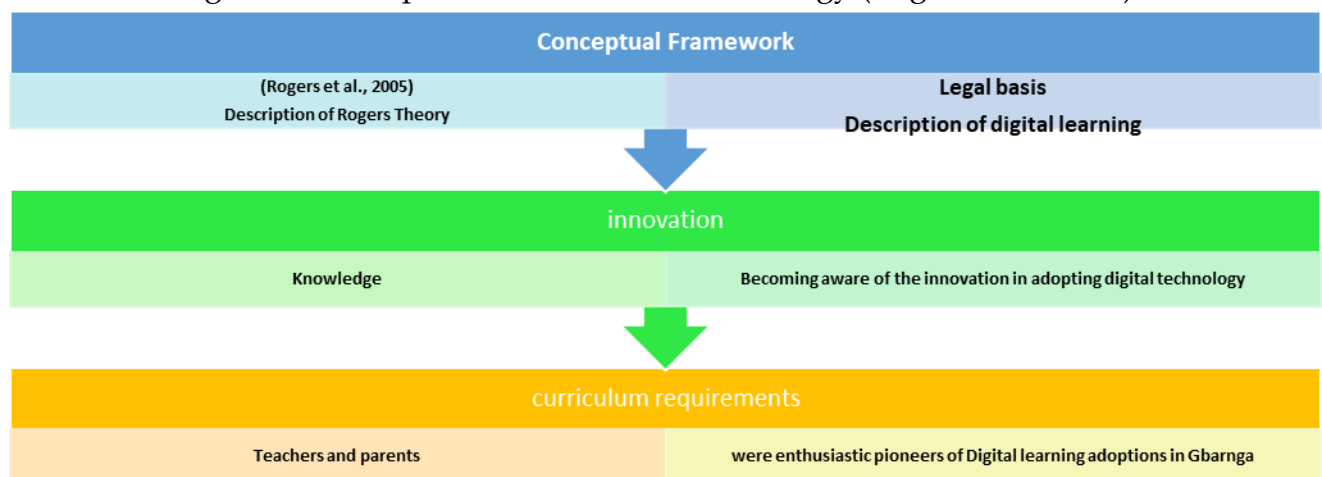 Conceptual Framework
(Rogers et al., 2005)
Description of Rogers Theory
Legal basis
Description of digital learning
innovation
Knowledge
Becoming aware of the innovation in adopting digital technology
curriculum requirements
Teachers and parents
were enthusiastic pioneers of Digital learning adoptions in Gbarnga